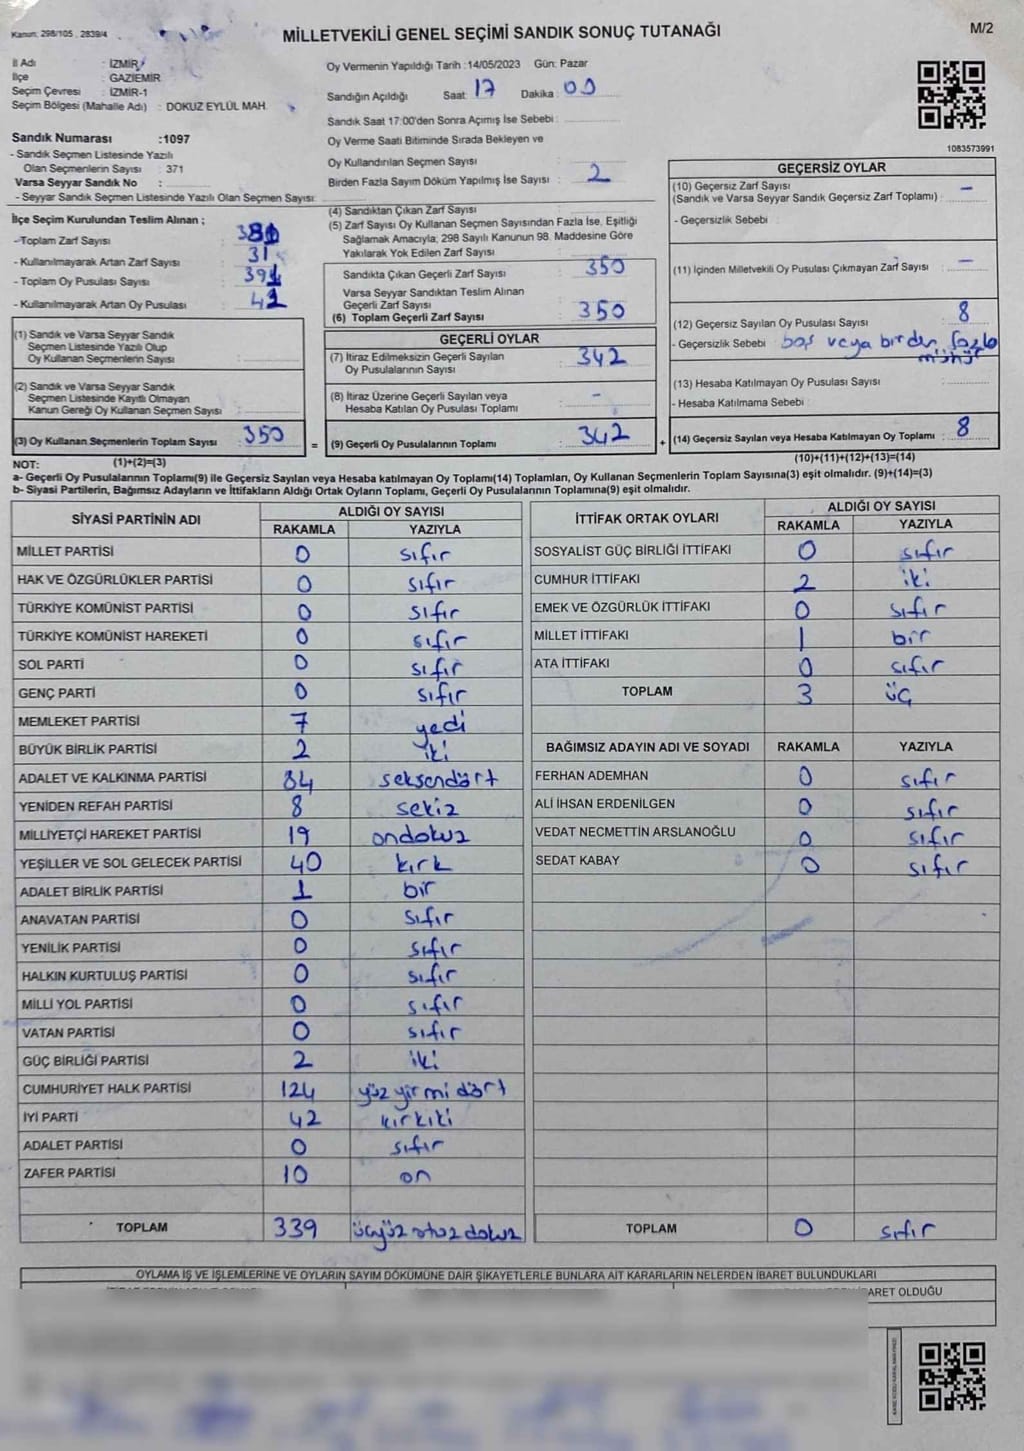 Kanun: 298/105 , 2839/4
MİLLETVEKİLİ GENEL SEÇİMİ SANDIK SONUÇ TUTANAĞI
M/2
İl Adı : İZMİR
İlçe : GAZİEMİR
Seçim Çevresi : İZMİR-1
Seçim Bölgesi (Mahalle Adı) : DOKUZ EYLÜL MAH.
Sandık Numarası :1097
- Sandık Seçmen Listesinde Yazılı
Olan Seçmenlerin Sayısı : 371
Varsa Seyyar Sandık No :
- Seyyar Sandık Seçmen Listesinde Yazılı Olan Seçmen Sayısı:
Oy Vermenin Yapıldığı Tarih :14/05/2023 Gün: Pazar
Sandığın Açıldığı Saat: 17 Dakika : 00
Sandık Saat 17:00'den Sonra Açımış İse Sebebi :
Oy Verme Saati Bitiminde Sırada Bekleyen ve
Oy Kullandırılan Seçmen Sayısı :
Birden Fazla Sayım Döküm Yapılmış İse Sayısı : 2
1083573991
İlçe Seçim Kurulundan Teslim Alınan ;
-Toplam Zarf Sayısı :
- Kullanılmayarak Artan Zarf Sayısı : 31
- Toplam Oy Pusulası Sayısı :
- Kullanılmayarak Artan Oy Pusulası :
(4) Sandıktan Çıkan Zarf Sayısı :
(5) Zarf Sayısı Oy Kullanan Seçmen Sayısından Fazla İse, Eşitliği
Sağlamak Amacıyla, 298 Sayılı Kanunun 98. Maddesine Göre
Yakılarak Yok Edilen Zarf Sayısı :
Sandıkta Çıkan Geçerli Zarf Sayısı : 350
Varsa Seyyar Sandıktan Teslim Alınan
Geçerli Zarf Sayısı :
(6) Toplam Geçerli Zarf Sayısı : 350
GEÇERSİZ OYLAR
(10) Geçersiz Zarf Sayısı -
(Sandık ve Varsa Seyyar Sandık Geçersiz Zarf Toplamı) :
- Geçersizlik Sebebi :
(11) İçinden Milletvekili Oy Pusulası Çıkmayan Zarf Sayısı : -
(12) Geçersiz Sayılan Oy Pusulası Sayısı : 8
- Geçersizlik Sebebi : boş veya birden fazla
mühür
(13) Hesaba Katılmayan Oy Pusulası Sayısı :
- Hesaba Katılmama Sebebi :
(14) Geçersiz Sayılan veya Hesaba Katılmayan Oy Toplamı : 8
(10)+(11)+(12)+(13)=(14)
(1) Sandık ve Varsa Seyyar Sandık
Seçmen Listesinde Yazılı Olup
Oy Kullanan Seçmenlerin Sayısı :
(2) Sandık ve Varsa Seyyar Sandık
Seçmen Listesinde Kayıtlı Olmayan
Kanun Gereği Oy Kullanan Seçmen Sayısı :
(3) Oy Kullanan Seçmenlerin Toplam Sayısı : 350
=
GEÇERLİ OYLAR
(7) İtiraz Edilmeksizin Geçerli Sayılan
Oy Pusulalarının Sayısı : 342
(8) İtiraz Üzerine Geçerli Sayılan veya
Hesaba Katılan Oy Pusulası Toplamı : -
(9) Geçerli Oy Pusulalarının Toplamı : 342
+
NOT: (1)+(2)=(3)
a- Geçerli Oy Pusulalarının Toplamı(9) ile Geçersiz Sayılan veya Hesaba katılmayan Oy Toplamı(14) Toplamları, Oy Kullanan Seçmenlerin Toplam Sayısına(3) eşit olmalıdır. (9)+(14)=(3)
b- Siyasi Partilerin, Bağımsız Adayların ve İttifakların Aldığı Ortak Oyların Toplamı, Geçerli Oy Pusulalarının Toplamına(9) eşit olmalıdır.
SİYASİ PARTİNİN ADI ALDIĞI OY SAYISI
RAKAMLA YAZIYLA
MİLLET PARTİSİ 0 sıfır
HAK VE ÖZGÜRLÜKLER PARTİSİ 0 sıfır
TÜRKİYE KOMÜNİST PARTİSİ 0 sıfır
TÜRKİYE KOMÜNİST HAREKETİ 0 sıfır
SOL PARTİ 0 sıfır
GENÇ PARTİ 0 sıfır
MEMLEKET PARTİSİ 7 yedi
BÜYÜK BİRLİK PARTİSİ 2 iki
ADALET VE KALKINMA PARTİSİ 84 seksendört
YENİDEN REFAH PARTİSİ 8 sekiz
MİLLİYETÇİ HAREKET PARTİSİ 19 ondokuz
YEŞİLLER VE SOL GELECEK PARTİSİ 40 kırk
ADALET BİRLİK PARTİSİ 1 bir
ANAVATAN PARTİSİ 0 sıfır
YENİLİK PARTİSİ 0 sıfır
HALKIN KURTULUŞ PARTİSİ 0 sıfır
MİLLİ YOL PARTİSİ 0 sıfır
VATAN PARTİSİ 0 sıfır
GÜÇ BİRLİĞİ PARTİSİ 2 iki
CUMHURİYET HALK PARTİSİ 124 yüz yirmi dört
İYİ PARTİ 42 kırkiki
ADALET PARTİSİ 0 sıfır
ZAFER PARTİSİ 10 on
TOPLAM 339 üçyüz otuz dokuz
İTTİFAK ORTAK OYLARI ALDIĞI OY SAYISI
RAKAMLA YAZIYLA
SOSYALİST GÜÇ BİRLİĞİ İTTİFAKI 0 sıfır
CUMHUR İTTİFAKI 2 iki
EMEK VE ÖZGÜRLÜK İTTİFAKI 0 sıfır
MİLLET İTTİFAKI 1 bir
ATA İTTİFAKI 0 sıfır
TOPLAM 3 üç
BAĞIMSIZ ADAYIN ADI VE SOYADI RAKAMLA YAZIYLA
FERHAN ADEMHAN 0 sıfır
ALİ İHSAN ERDENİLGEN 0 sıfır
VEDAT NECMETTİN ARSLANOĞLU 0 sıfır
SEDAT KABAY 0 sıfır
TOPLAM 0 sıfır
OYLAMA İŞ VE İŞLEMLERİNE VE OYLARIN SAYIM DÖKÜMÜNE DAİR ŞİKAYETLERLE BUNLARA AİT KARARLARIN NELERDEN İBARET BULUNDUKLARI
ARET OLDUĞU